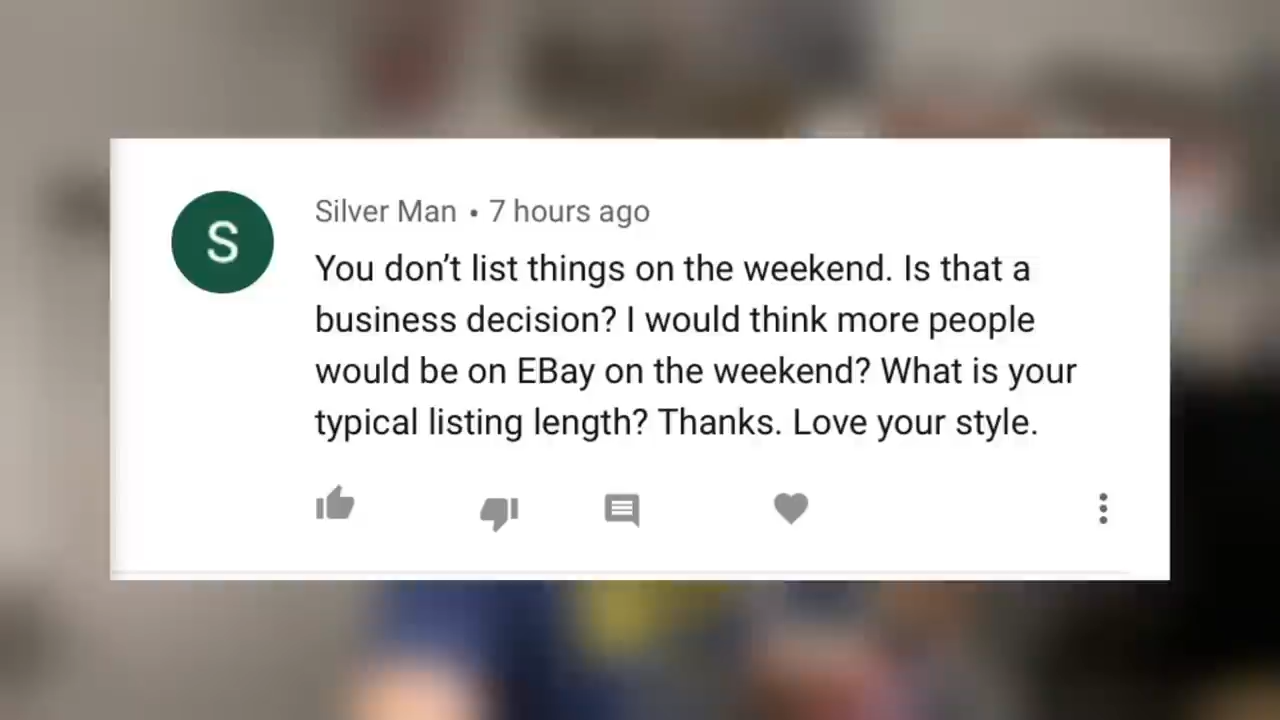 S
Silver Man • 7 hours ago
You don’t list things on the weekend. Is that a
business decision? I would think more people
would be on EBay on the weekend? What is your
typical listing length? Thanks. Love your style.